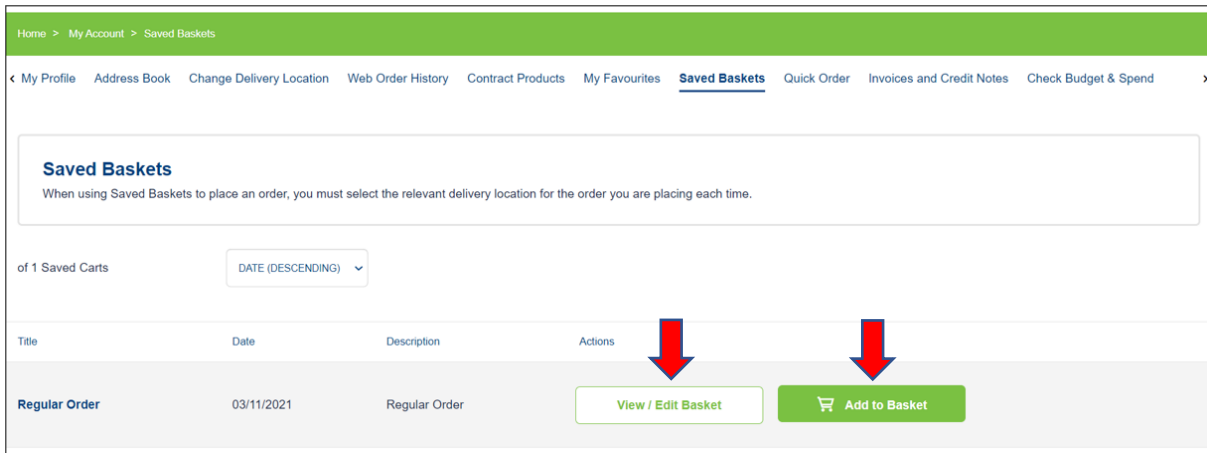 Home > My Account > Saved Baskets
‹ My Profile Address Book Change Delivery Location Web Order History Contract Products My Favourites Saved Baskets Quick Order Invoices and Credit Notes Check Budget & Spend ›
Saved Baskets
When using Saved Baskets to place an order, you must select the relevant delivery location for the order you are placing each time.
of 1 Saved Carts DATE (DESCENDING)
Title Date Description Actions
Regular Order 03/11/2021 Regular Order View / Edit Basket Add to Basket